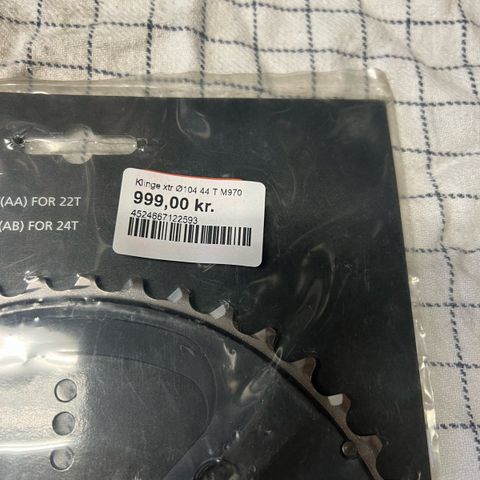 Klinge xtr Ø104 44 T M970
999,00 kr.
4524667122593
(AA) FOR 22T
(AB) FOR 24T